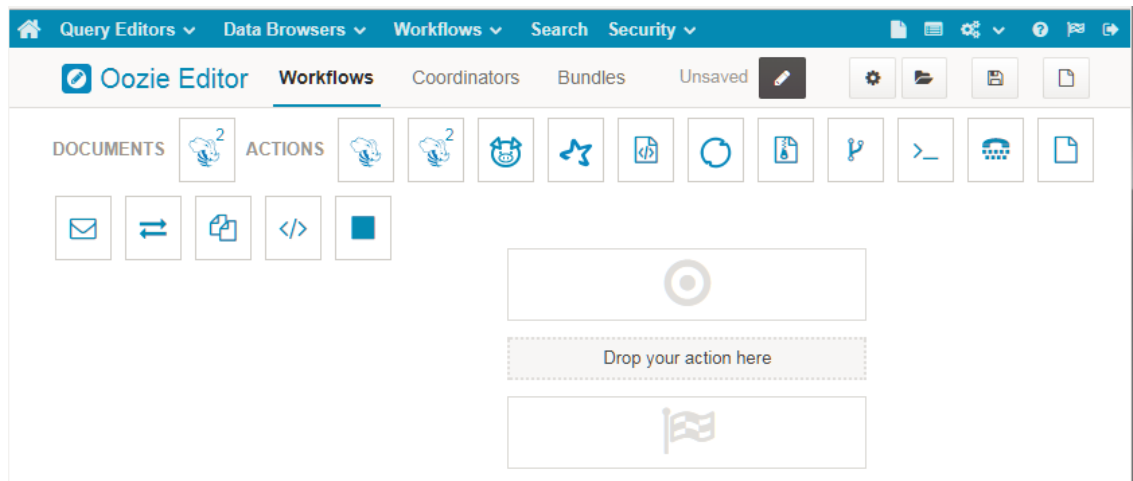 Query Editors Data Browsers Workflows Search Security
Oozie Editor Workflows Coordinators Bundles Unsaved
DOCUMENTS 2 ACTIONS 2
Drop your action here